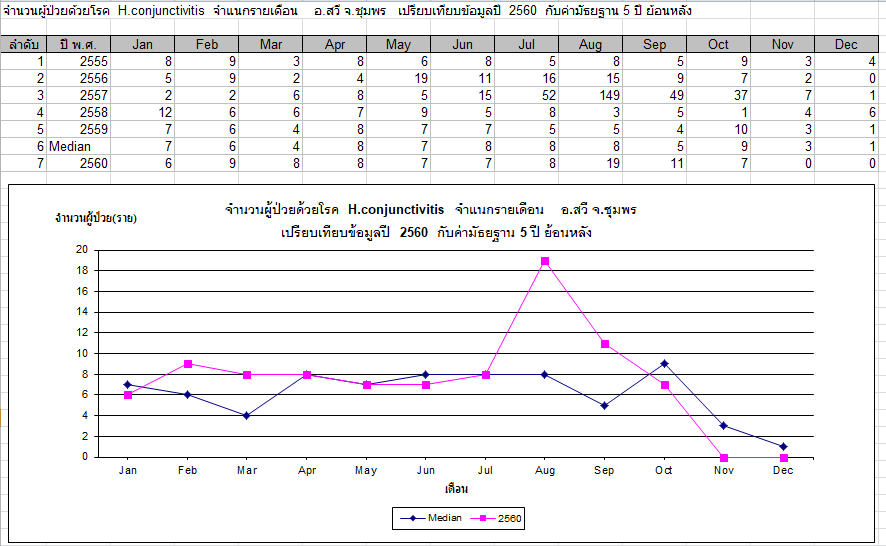 จำนวนผู้ป่วยด้วยโรค H.conjunctivitis จำแนกรายเดือน อ.สวี จ.ชุมพร เปรียบเทียบข้อมูลปี 2560 กับค่ามัธยฐาน 5 ปี ย้อนหลัง
ลำดับ ปี พ.ศ. Jan Feb Mar Apr May Jun Jul Aug Sep Oct Nov Dec
1 2555 8 9 3 8 6 8 5 8 5 9 3 4
2 2556 5 9 2 4 19 11 16 15 9 7 2 0
3 2557 2 2 6 8 5 15 52 149 49 37 7 1
4 2558 12 6 6 7 9 5 8 3 5 1 4 6
5 2559 7 6 4 8 7 7 5 5 4 10 3 1
6 Median 7 6 4 8 7 8 8 8 5 9 3 1
7 2560 6 9 8 8 7 7 8 19 11 7 0 0
จำนวนผู้ป่วยด้วยโรค H.conjunctivitis จำแนกรายเดือน อ.สวี จ.ชุมพร
เปรียบเทียบข้อมูลปี 2560 กับค่ามัธยฐาน 5 ปี ย้อนหลัง
จำนวนผู้ป่วย(ราย)
20
18
16
14
12
10
8
6
4
2
0
Jan Feb Mar Apr May Jun Jul Aug Sep Oct Nov Dec
เดือน
Median 2560